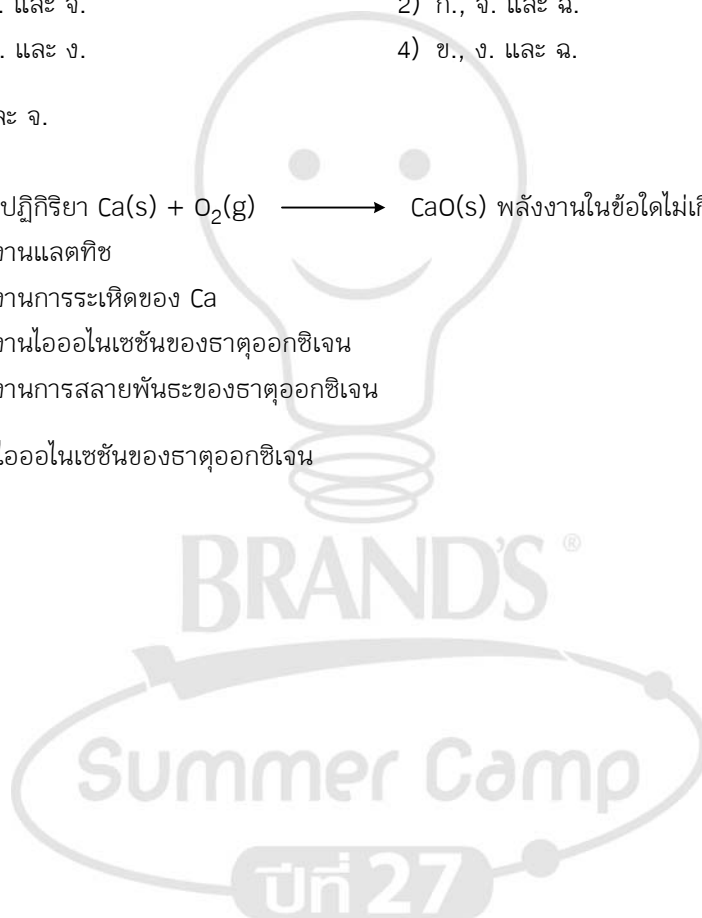 . และ จ. 2) ก., จ. และ ฉ.
. และ ง. 4) ข., ง. และ ฉ.
ละ จ.
ปฏิกิริยา Ca(s) + O₂(g) ⟶ CaO(s) พลังงานในข้อใดไม่เกี
งานแลตทิซ
งานการระเหิดของ Ca
งานไอออไนเซชันของธาตุออกซิเจน
งานการสลายพันธะของธาตุออกซิเจน
ไอออไนเซชันของธาตุออกซิเจน
BRAND'S ®
Summer Camp
ปีที่ 27